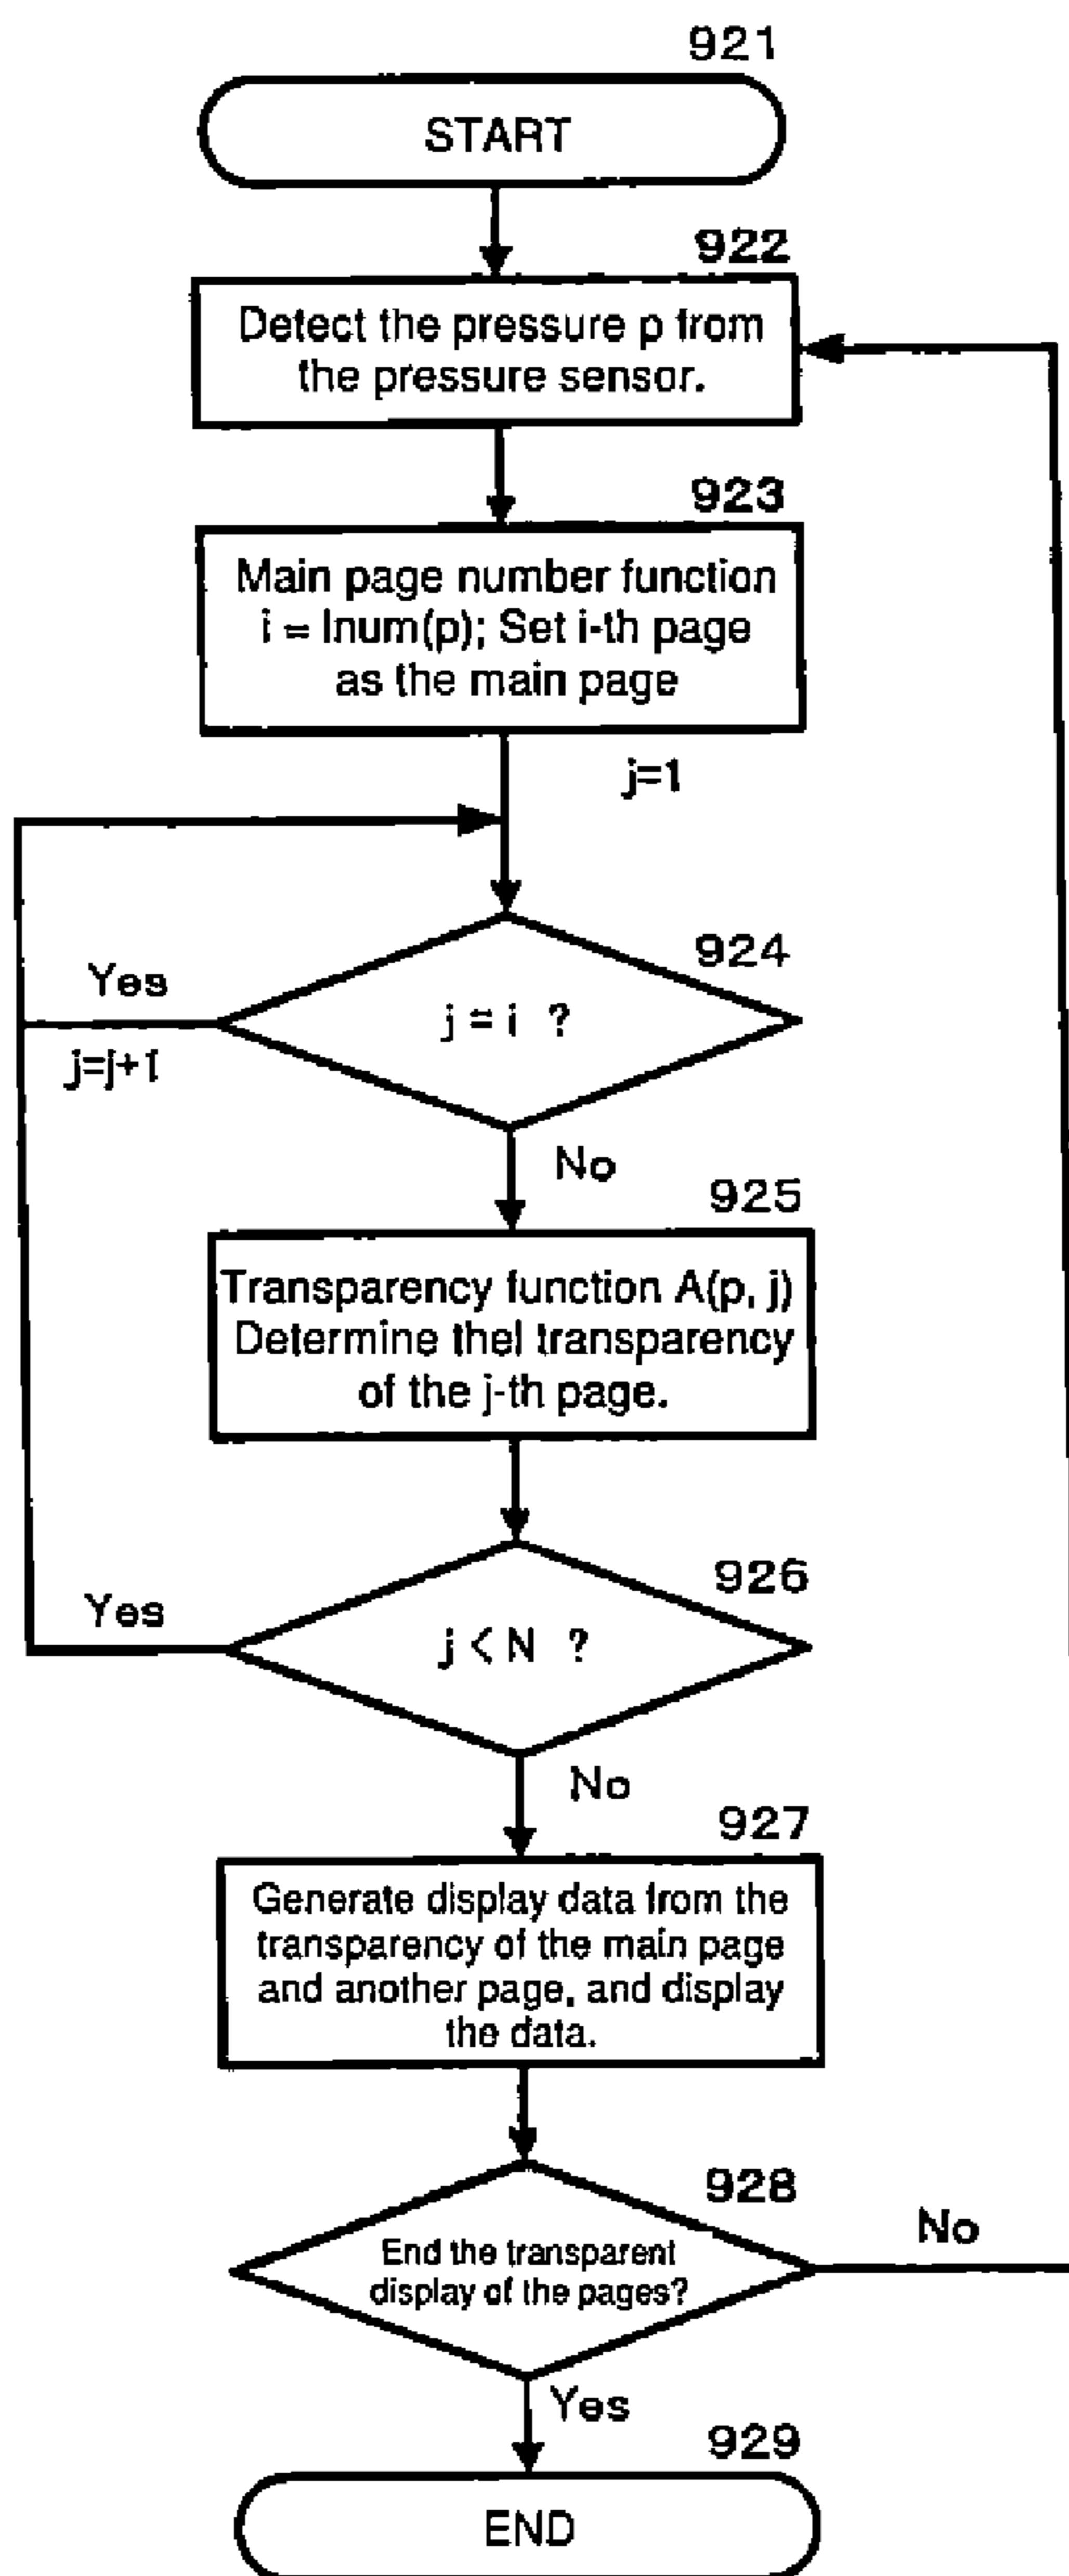 921
START
922
Detect the pressure p from
the pressure sensor.
923
Main page number function
i = Inum(p); Set i-th page
as the main page
j=1
924
Yes
j = i ?
j=j+1
No
925
Transparency function A(p, j)
Determine thel transparency
of the j-th page.
926
Yes
j < N ?
No
927
Generate display data from the
transparency of the main page
and another page, and display
the data.
928
No
End the transparent
display of the pages?
Yes
929
END